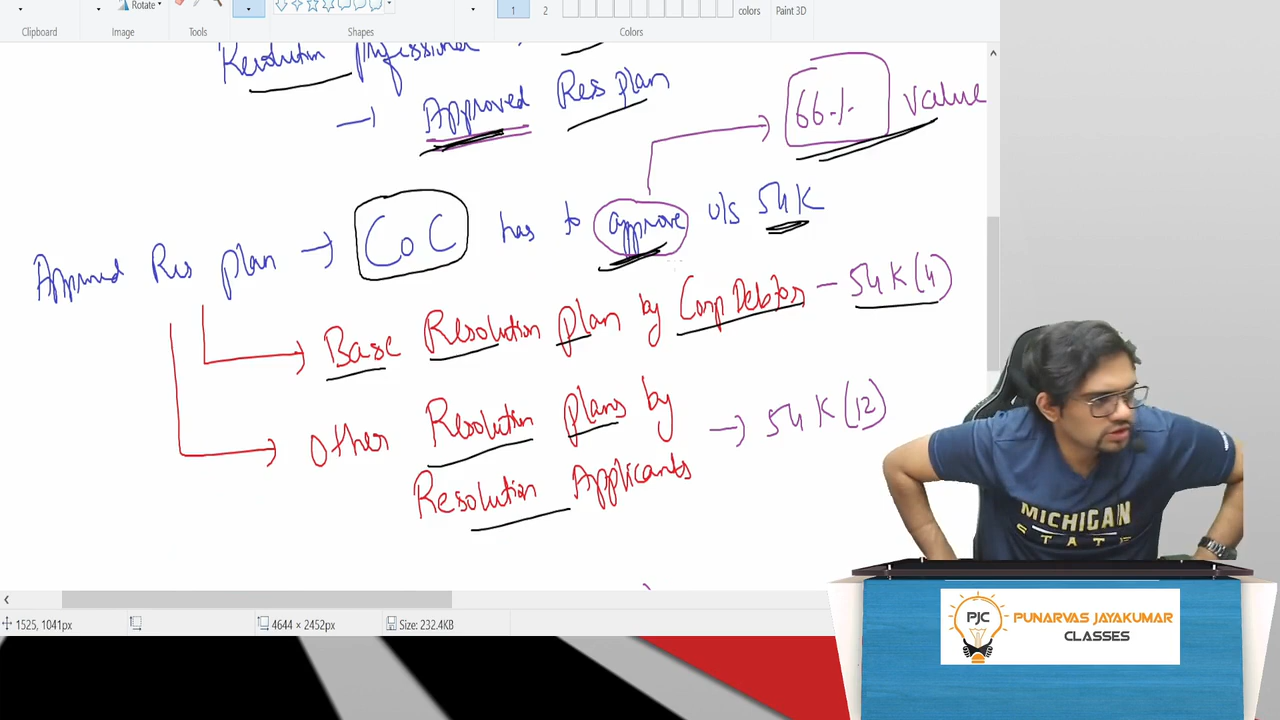 Rotate
1
2
colors
Paint 3D
Clipboard
Image
Tools
Shapes
Colors
Resolution professional
→ Approved Res plan
66% value
Approved Res plan → CoC has to approve u/s 54K
Base Resolution plan by Corp Debtor — 54K(4)
Other Resolution plans by → 54K(12)
Resolution Applicants
MICHIGAN
STATE
PJC
PUNARVAS JAYAKUMAR
CLASSES
1525, 1041px
4644 × 2452px
Size: 232.4KB